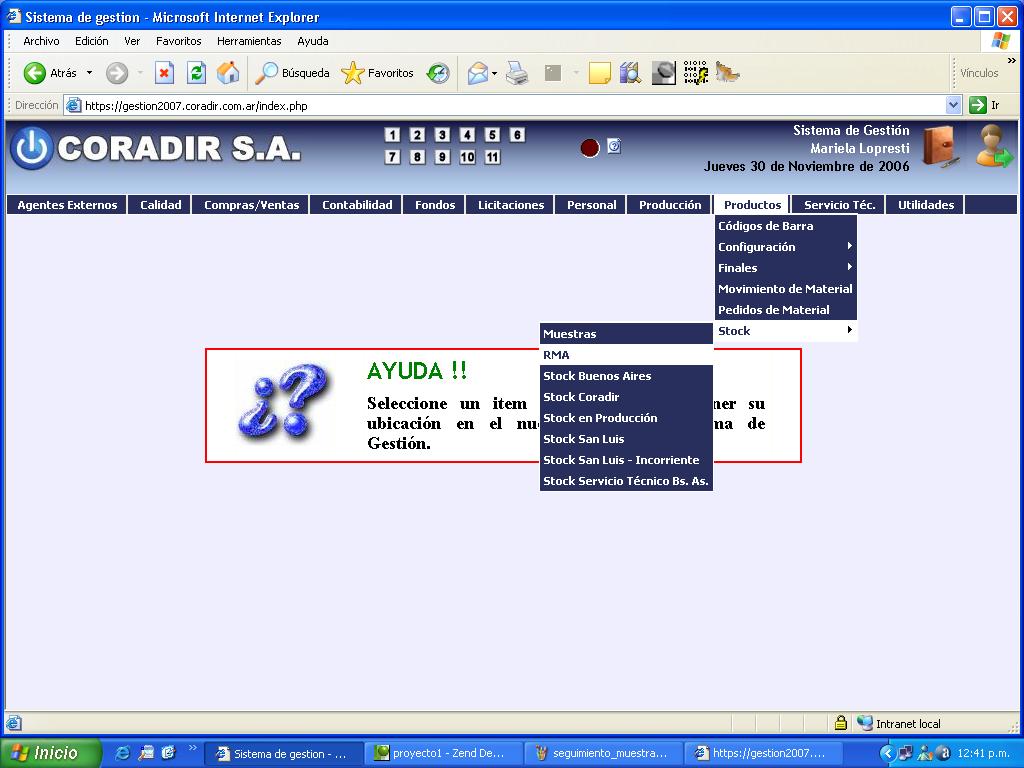 Sistema de gestion - Microsoft Internet Explorer
Archivo Edición Ver Favoritos Herramientas Ayuda
Atrás Búsqueda Favoritos Vínculos
Dirección https://gestion2007.coradir.com.ar/index.php Ir
CORADIR S.A.
1 2 3 4 5 6
7 8 9 10 11
Sistema de Gestión
Mariela Lopresti
Jueves 30 de Noviembre de 2006
Agentes Externos Calidad Compras/Ventas Contabilidad Fondos Licitaciones Personal Producción Productos Servicio Téc. Utilidades
Códigos de Barra
Configuración
Finales
Movimiento de Material
Pedidos de Material
Stock
Muestras
RMA
Stock Buenos Aires
Stock Coradir
Stock en Producción
Stock San Luis
Stock San Luis - Incorriente
Stock Servicio Técnico Bs. As.
AYUDA !!
Seleccione un item su
ubicación en el de
Gestión.
Intranet local
Inicio Sistema de gestion - ... proyecto1 - Zend De... seguimiento_muestra... https://gestion2007.... 12:41 p.m.